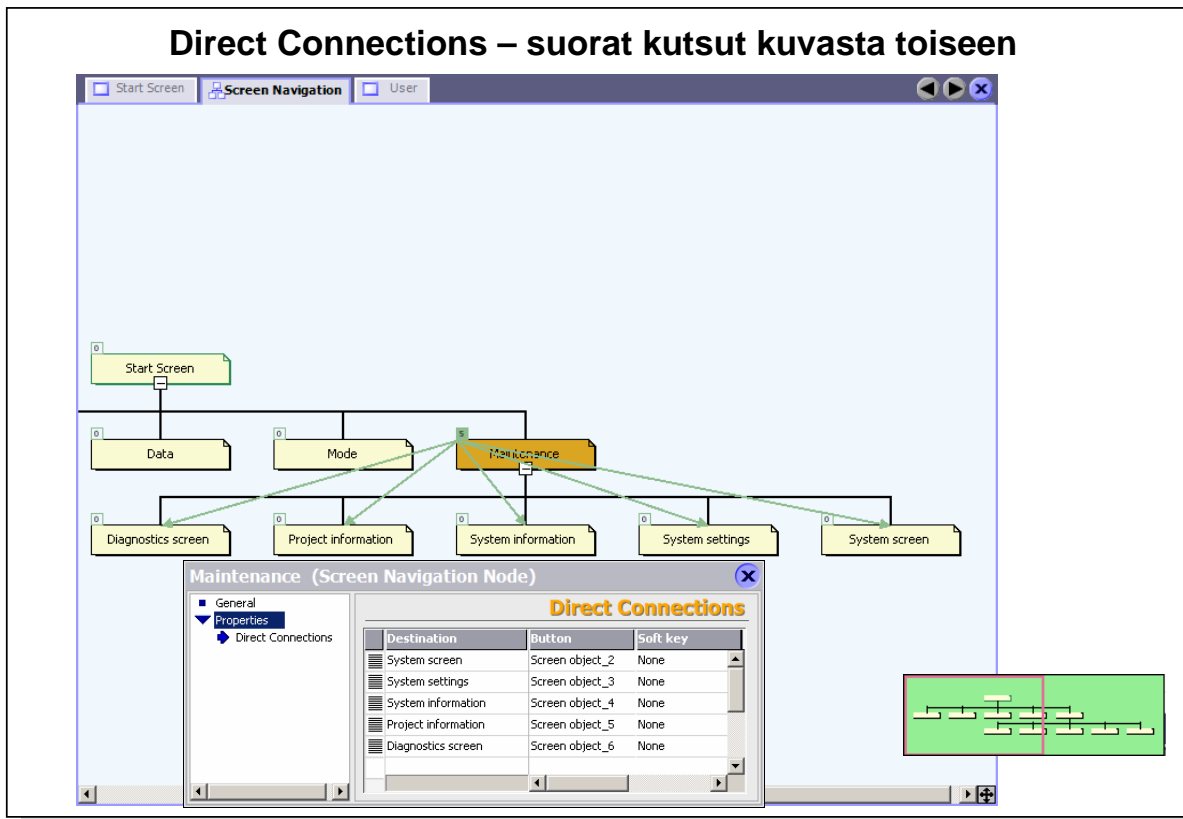 Direct Connections – suorat kutsut kuvasta toiseen
Start Screen Screen Navigation User
0
Start Screen
0 0 5
Data Mode Maintenance
0 0 0 0 0
Diagnostics screen Project information System information System settings System screen
Maintenance (Screen Navigation Node)
General
Properties
Direct Connections
Direct Connections
Destination Button Soft key
System screen Screen object_2 None
System settings Screen object_3 None
System information Screen object_4 None
Project information Screen object_5 None
Diagnostics screen Screen object_6 None